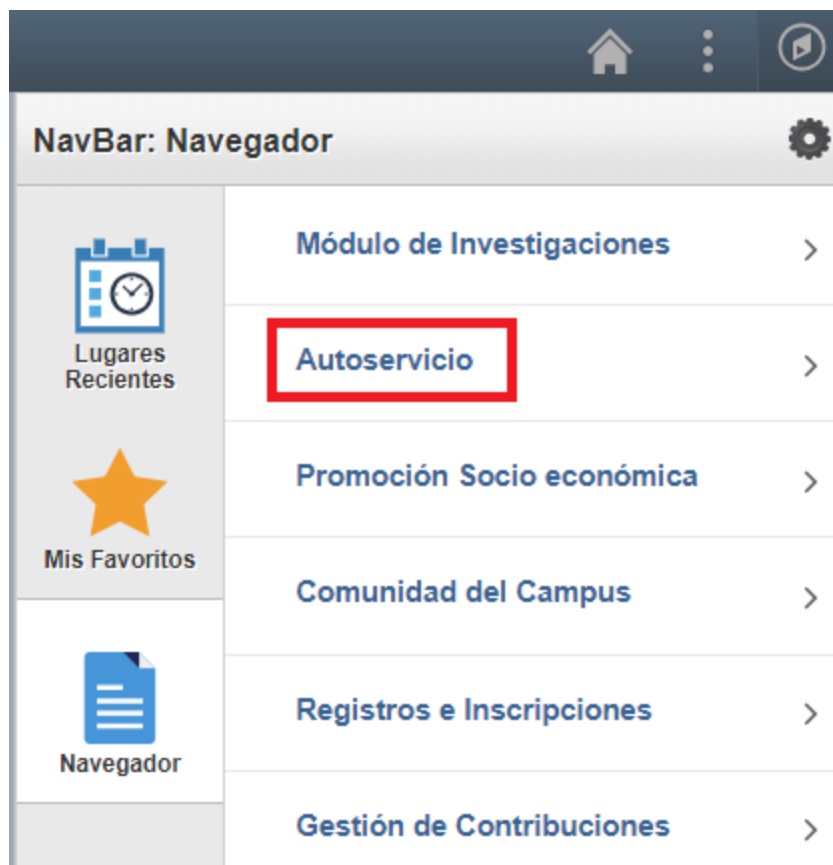 NavBar: Navegador
Lugares
Recientes
Mis Favoritos
Navegador
Módulo de Investigaciones
Autoservicio
Promoción Socio económica
Comunidad del Campus
Registros e Inscripciones
Gestión de Contribuciones